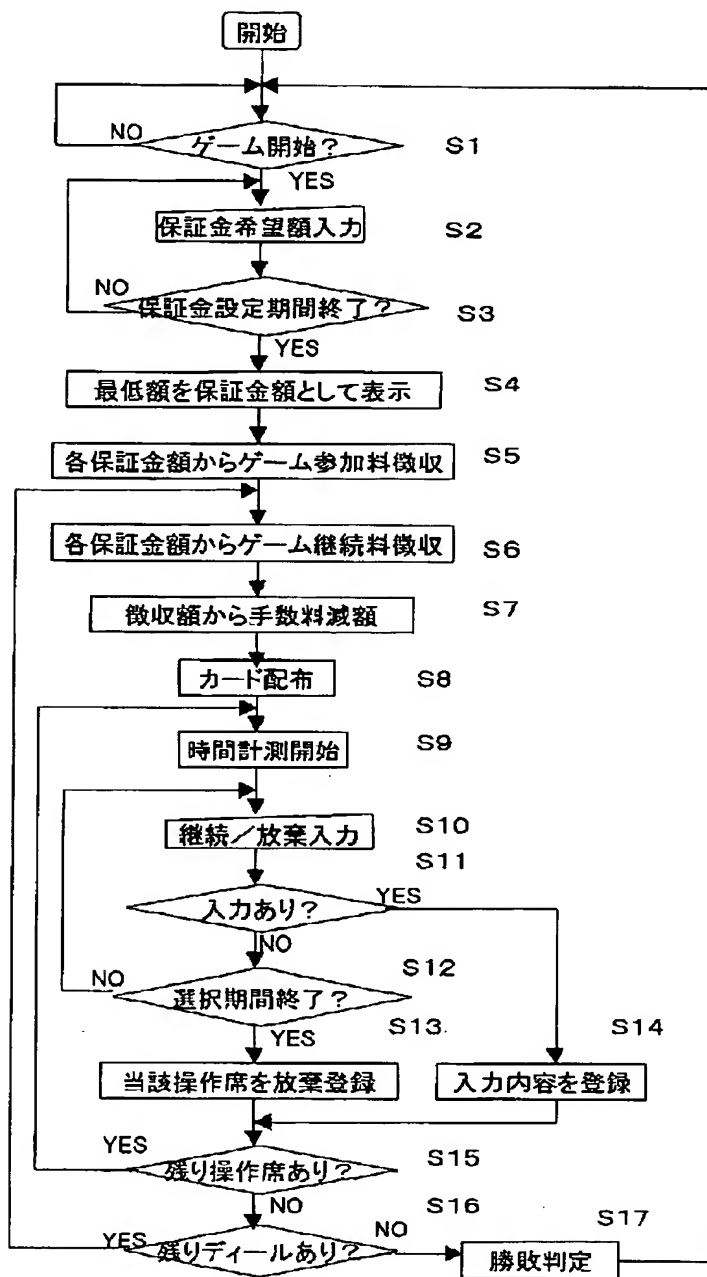 開始
NO
ゲーム開始？
S1
YES
保証金希望額入力
S2
NO
保証金設定期間終了？
S3
YES
最低額を保証金額として表示
S4
各保証金額からゲーム参加料徴収
S5
各保証金額からゲーム継続料徴収
S6
徴収額から手数料減額
S7
カード配布
S8
時間計測開始
S9
継続／放棄入力
S10
S11
入力あり？
YES
NO
S12
NO
選択期間終了？
YES
S13
S14
当該操作席を放棄登録
入力内容を登録
YES
残り操作席あり？
S15
NO
S16
YES
残りディールあり？
NO
S17
勝敗判定